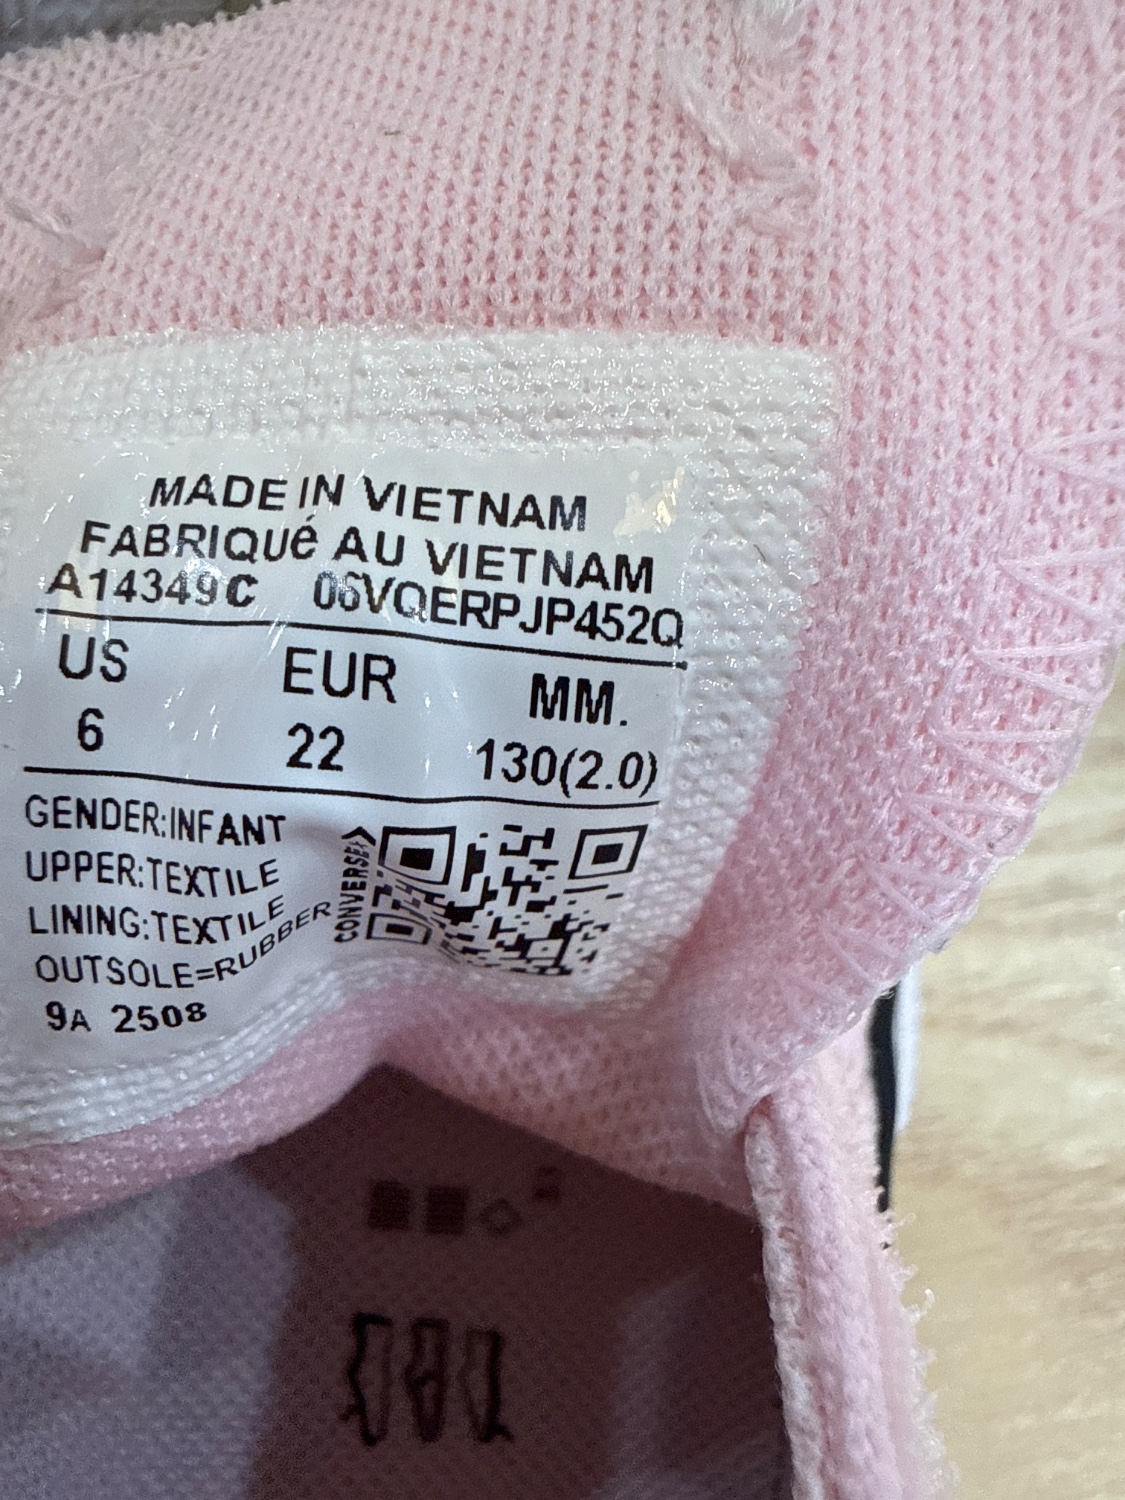 MADE IN VIETNAM
FABRIQUé AU VIETNAM
A14349C 06VQERPJP452Q
US EUR MM.
6 22 130(2.0)
GENDER:INFANT
UPPER:TEXTILE
LINING:TEXTILE
OUTSOLE=RUBBER
9A 2508
CONVERSE